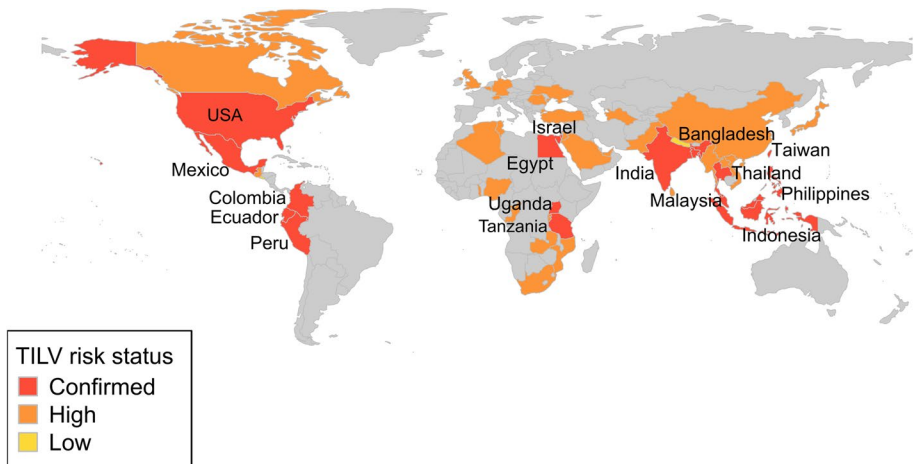 USA
Israel
Bangladesh
Taiwan
Mexico
Egypt
India
Thailand
Colombia
Uganda
Malaysia
Philippines
Ecuador
Tanzania
Peru
Indonesia
TILV risk status
Confirmed
High
Low